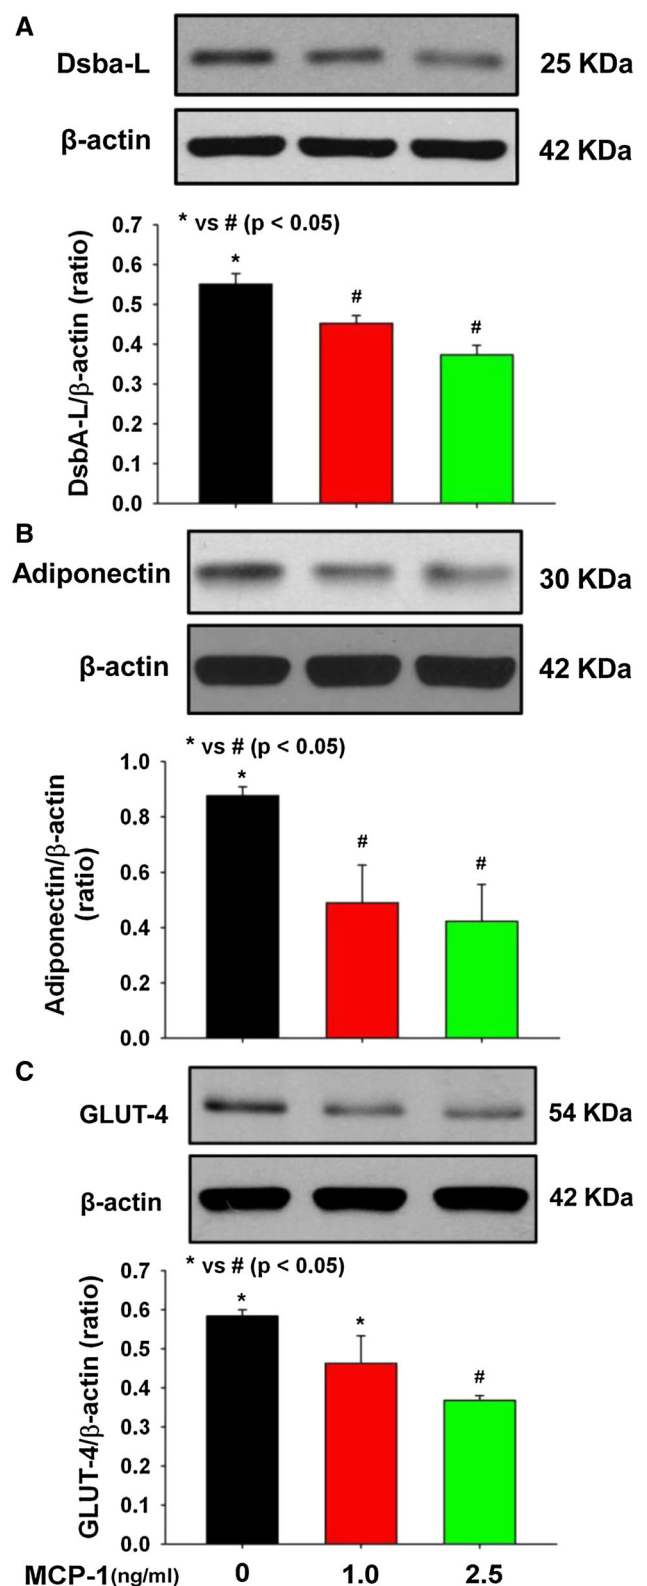 A
Dsba-L
25 KDa
β-actin
42 KDa
* vs # (p < 0.05)
DsbA-L/β-actin (ratio)
0.7
0.6
0.5
0.4
0.3
0.2
0.1
0.0
*
#
#
B
Adiponectin
30 KDa
β-actin
42 KDa
* vs # (p < 0.05)
Adiponectin/β-actin
(ratio)
1.0
0.8
0.6
0.4
0.2
0.0
*
#
#
C
GLUT-4
54 KDa
β-actin
42 KDa
* vs # (p < 0.05)
GLUT-4/β-actin (ratio)
0.7
0.6
0.5
0.4
0.3
0.2
0.1
0.0
*
*
#
MCP-1(ng/ml) 0 1.0 2.5